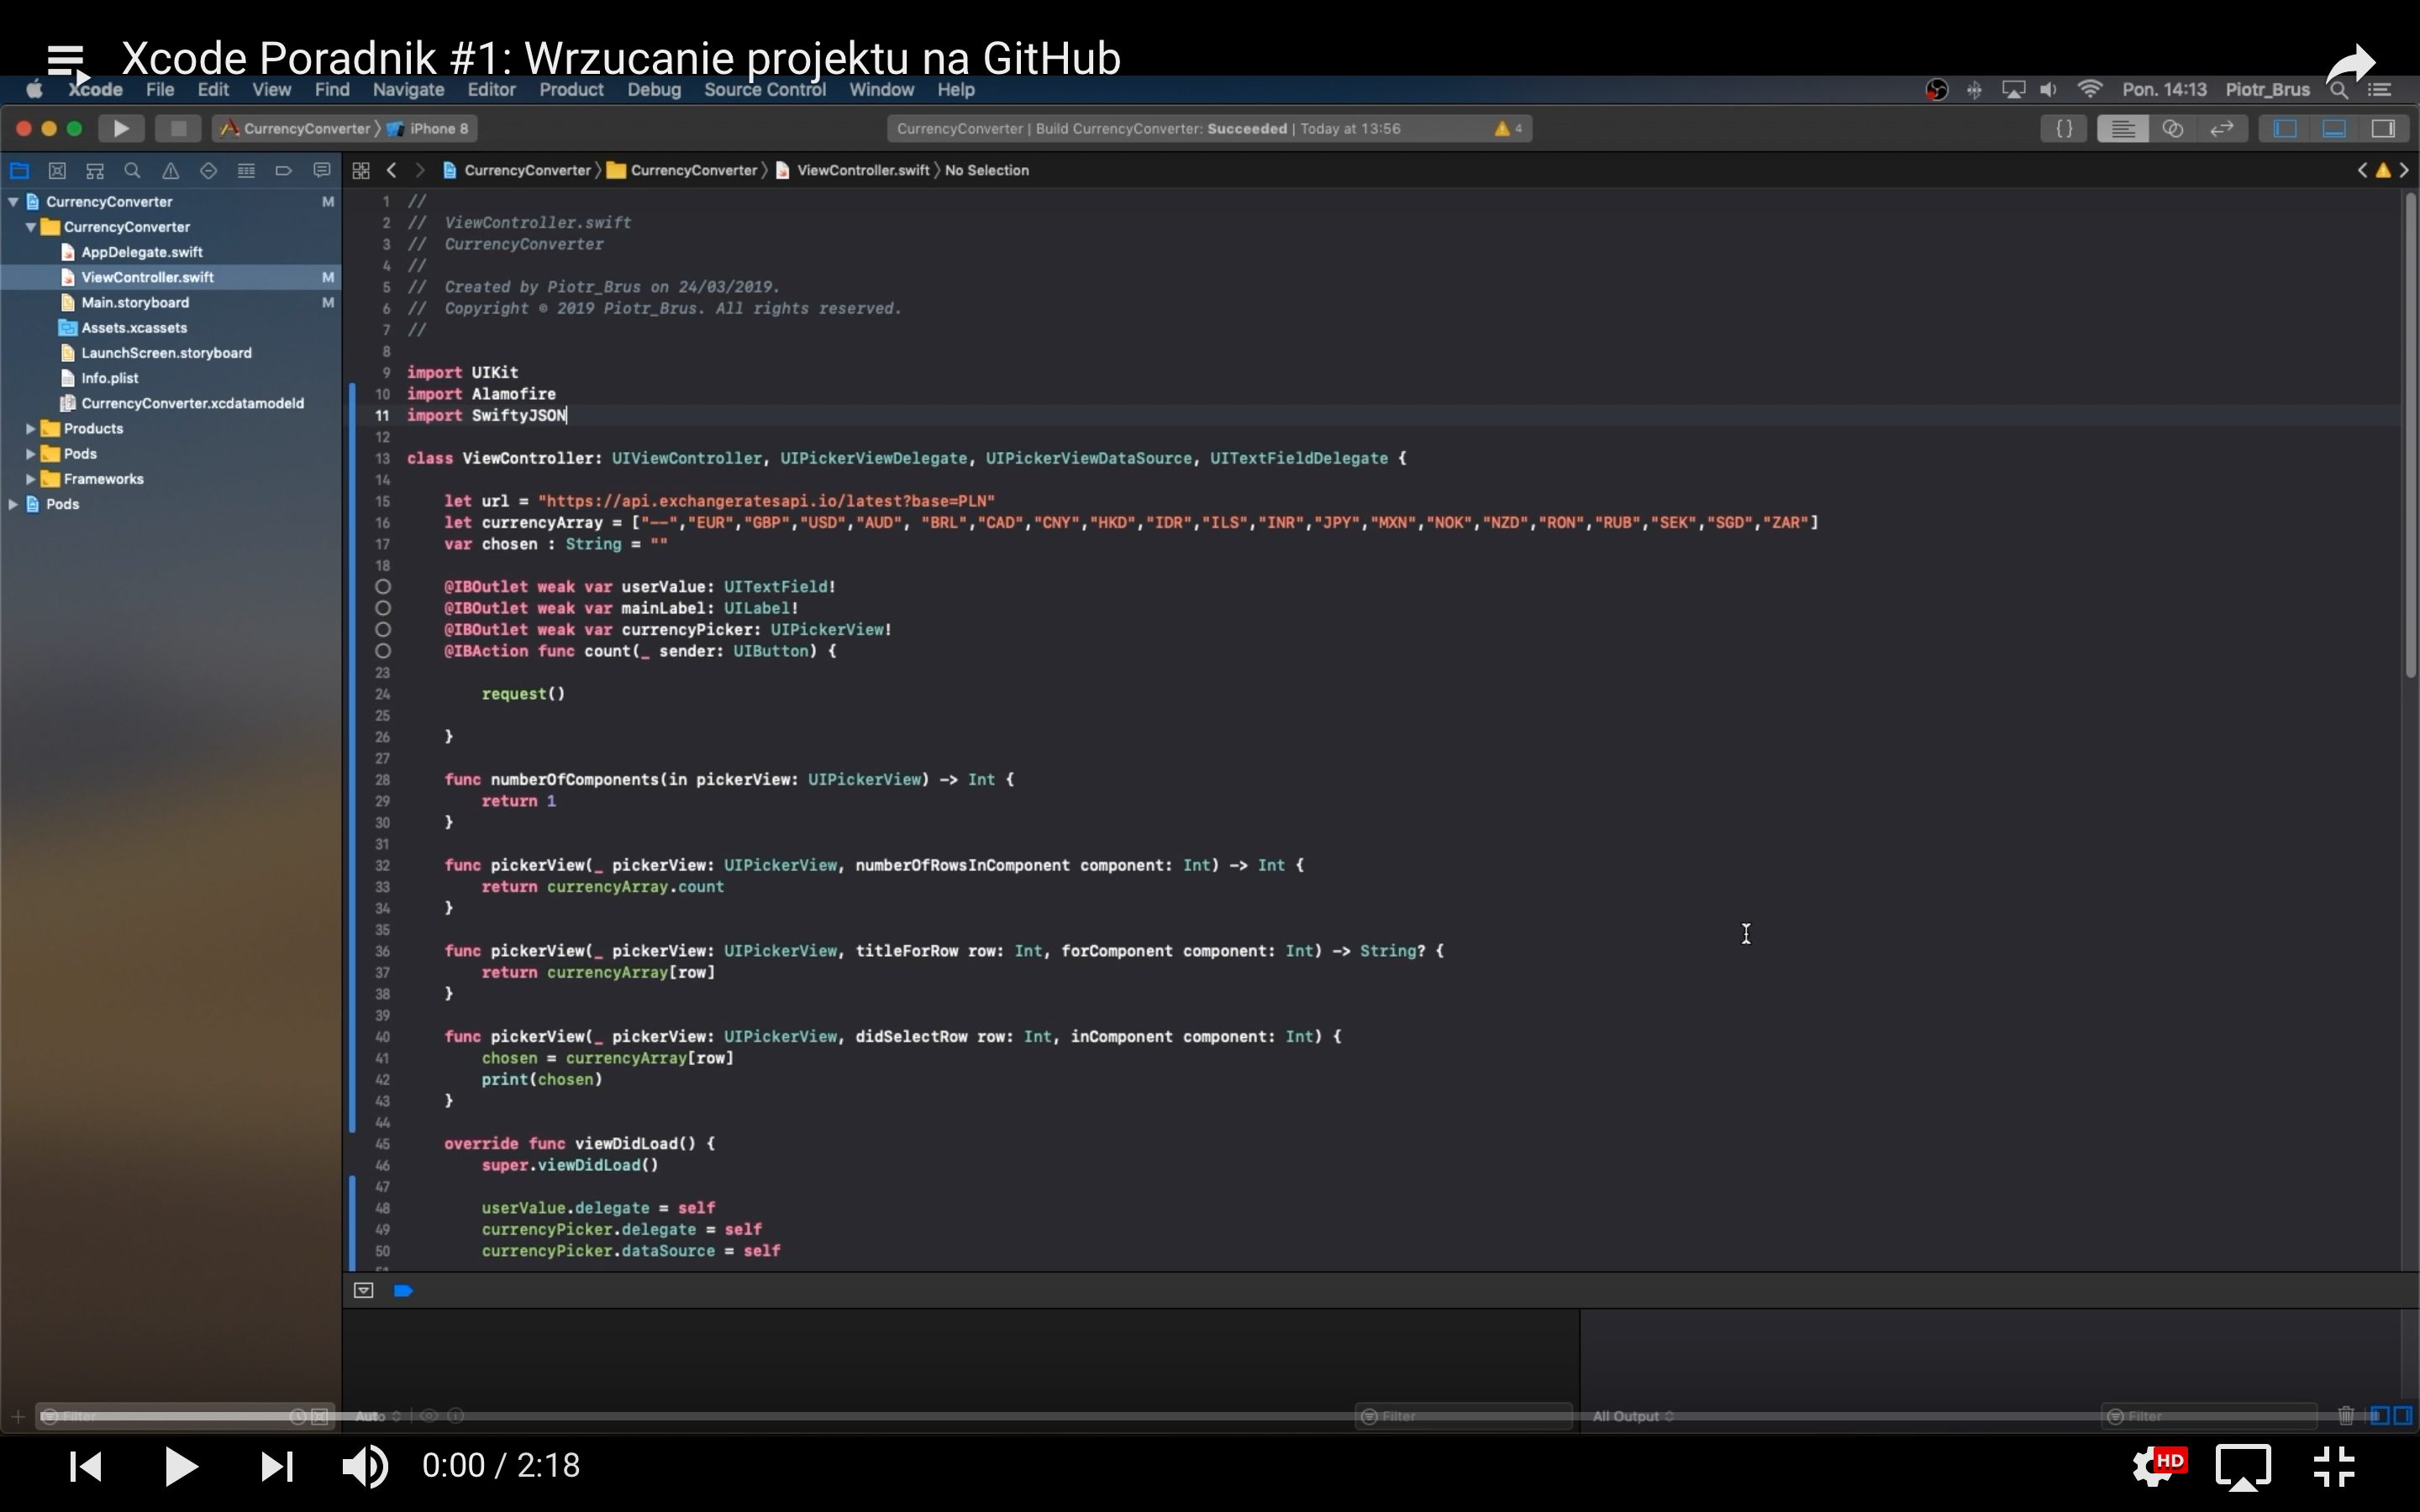 Xcode Poradnik #1: Wrzucanie projektu na GitHub
Xcode File Edit View Find Navigate Editor Product Debug Source Control Window Help Pon. 14:13 Piotr_Brus
CurrencyConverter 〉 iPhone 8 CurrencyConverter | Build CurrencyConverter: Succeeded | Today at 13:56 4 {}
CurrencyConverter 〉 CurrencyConverter 〉 ViewController.swift 〉 No Selection
CurrencyConverter M
CurrencyConverter
AppDelegate.swift
ViewController.swift M
Main.storyboard M
Assets.xcassets
LaunchScreen.storyboard
Info.plist
CurrencyConverter.xcdatamodeld
Products
Pods
Frameworks
Pods
1 //
2 // ViewController.swift
3 // CurrencyConverter
4 //
5 // Created by Piotr_Brus on 24/03/2019.
6 // Copyright © 2019 Piotr_Brus. All rights reserved.
7 //
8
9 import UIKit
10 import Alamofire
11 import SwiftyJSON
12
13 class ViewController: UIViewController, UIPickerViewDelegate, UIPickerViewDataSource, UITextFieldDelegate {
14
15 let url = "https://api.exchangeratesapi.io/latest?base=PLN"
16 let currencyArray = ["--","EUR","GBP","USD","AUD", "BRL","CAD","CNY","HKD","IDR","ILS","INR","JPY","MXN","NOK","NZD","RON","RUB","SEK","SGD","ZAR"]
17 var chosen : String = ""
18
@IBOutlet weak var userValue: UITextField!
@IBOutlet weak var mainLabel: UILabel!
@IBOutlet weak var currencyPicker: UIPickerView!
@IBAction func count(_ sender: UIButton) {
23
24 request()
25
26 }
27
28 func numberOfComponents(in pickerView: UIPickerView) -> Int {
29 return 1
30 }
31
32 func pickerView(_ pickerView: UIPickerView, numberOfRowsInComponent component: Int) -> Int {
33 return currencyArray.count
34 }
35
36 func pickerView(_ pickerView: UIPickerView, titleForRow row: Int, forComponent component: Int) -> String? {
37 return currencyArray[row]
38 }
39
40 func pickerView(_ pickerView: UIPickerView, didSelectRow row: Int, inComponent component: Int) {
41 chosen = currencyArray[row]
42 print(chosen)
43 }
44
45 override func viewDidLoad() {
46 super.viewDidLoad()
47
48 userValue.delegate = self
49 currencyPicker.delegate = self
50 currencyPicker.dataSource = self
Filter Auto Filter All Output Filter
0:00 / 2:18 HD